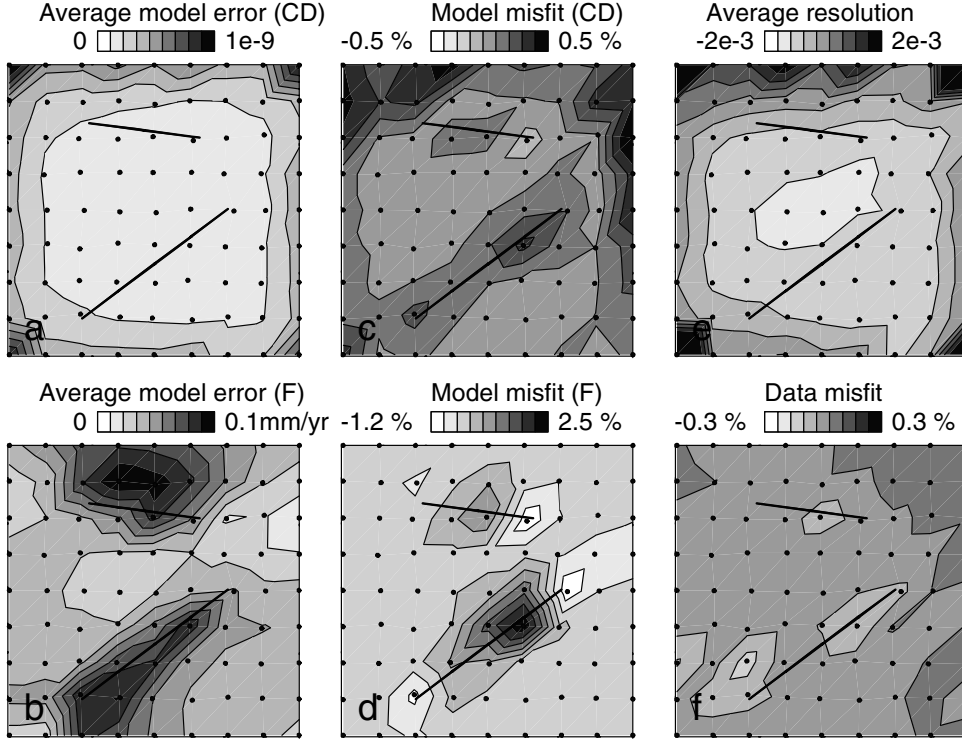 Average model error (CD)
0 1e-9
a
Model misfit (CD)
-0.5 % 0.5 %
c
Average resolution
-2e-3 2e-3
e
Average model error (F)
0 0.1mm/yr
b
Model misfit (F)
-1.2 % 2.5 %
d
Data misfit
-0.3 % 0.3 %
f